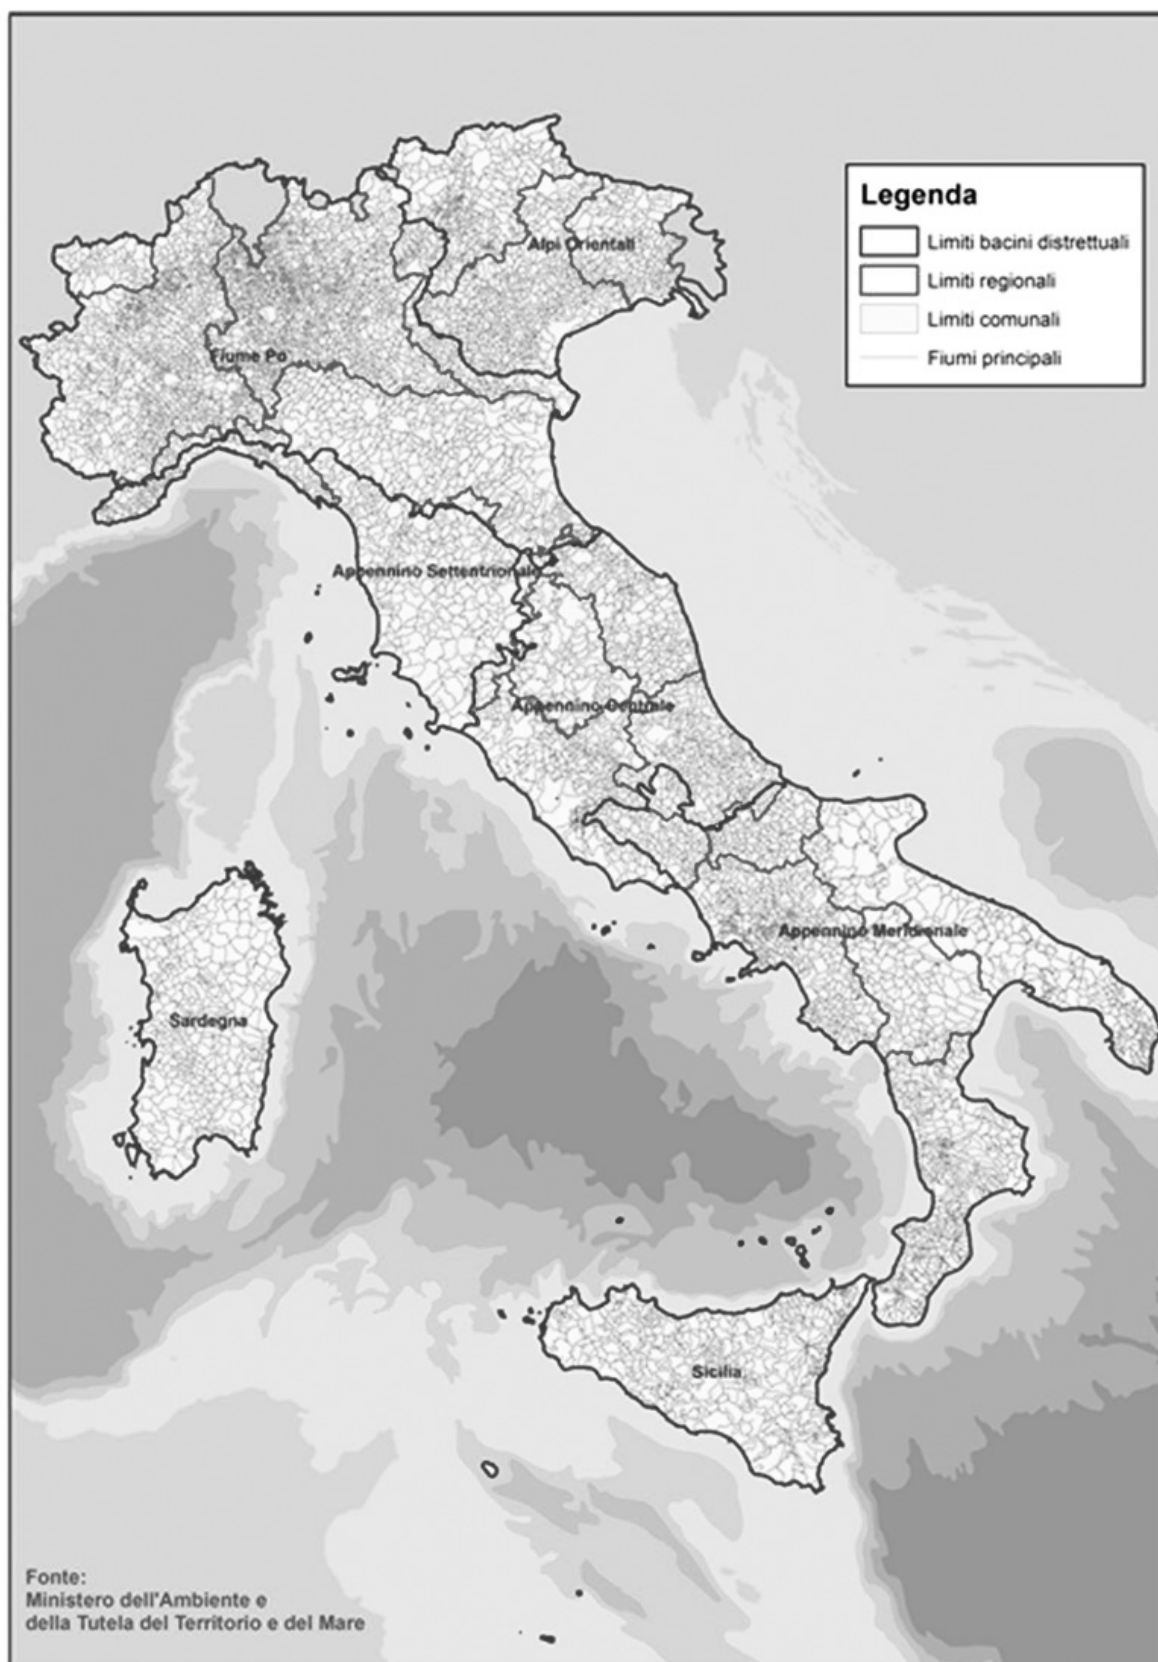 Legenda
Limiti bacini distrettuali
Limiti regionali
Limiti comunali
Fiumi principali
Alpi Orientali
Fiume Po
Appennino Settentrionale
Appennino Centrale
Appennino Meridionale
Sardegna
Sicilia
Fonte:
Ministero dell'Ambiente e
della Tutela del Territorio e del Mare